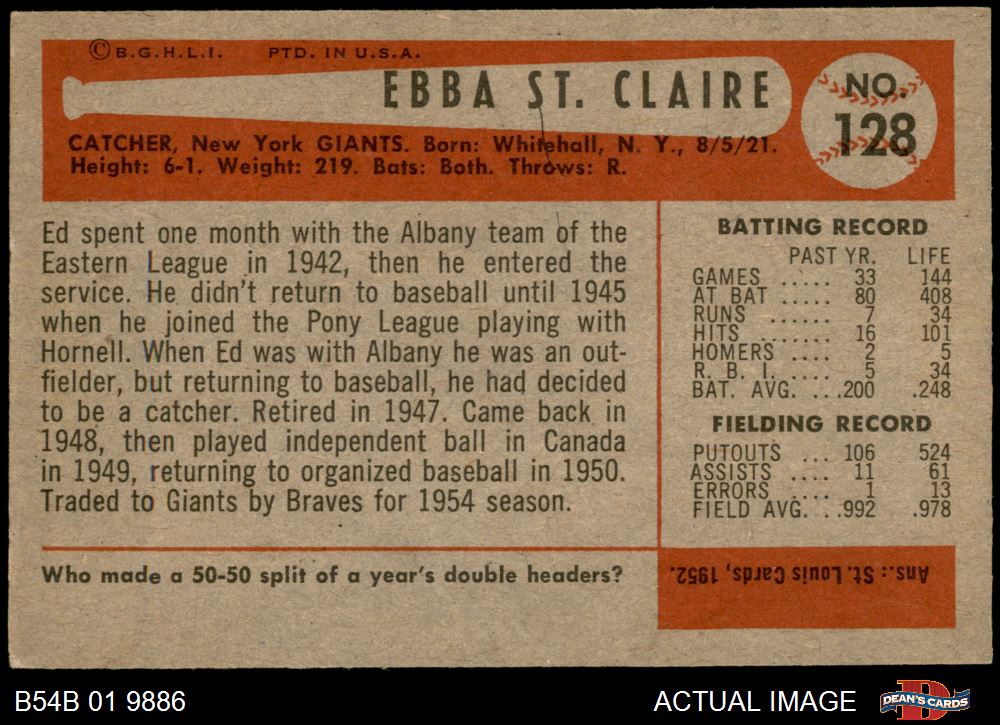 © B.G.H.L.I. PTD. IN U.S.A.
EBBA ST. CLAIRE
NO.
128
CATCHER, New York GIANTS. Born: Whitehall, N. Y., 8/5/21.
Height: 6-1. Weight: 219. Bats: Both. Throws: R.
Ed spent one month with the Albany team of the
Eastern League in 1942, then he entered the
service. He didn't return to baseball until 1945
when he joined the Pony League playing with
Hornell. When Ed was with Albany he was an out-
fielder, but returning to baseball, he had decided
to be a catcher. Retired in 1947. Came back in
1948, then played independent ball in Canada
in 1949, returning to organized baseball in 1950.
Traded to Giants by Braves for 1954 season.
BATTING RECORD
PAST YR. LIFE
GAMES ..... 33 144
AT BAT ..... 80 408
RUNS ...... 7 34
HITS ...... 16 101
HOMERS .... 2 5
R. B. I. .... 5 34
BAT. AVG. ... .200 .248
FIELDING RECORD
PUTOUTS ... 106 524
ASSISTS .... 11 61
ERRORS .... 1 13
FIELD AVG. .. .992 .978
Who made a 50-50 split of a year's double headers?
Ans.: St. Louis Cards, 1952.
B54B 01 9886
ACTUAL IMAGE
D
DEAN'S CARDS